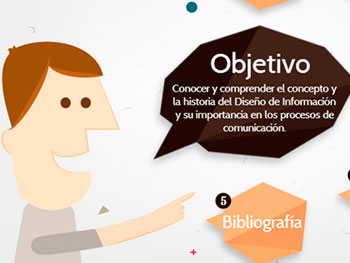 Objetivo
Conocer y comprender el concepto y
la historia del Diseño de Información
y su importancia en los procesos de
comunicación.
5
Bibliografía